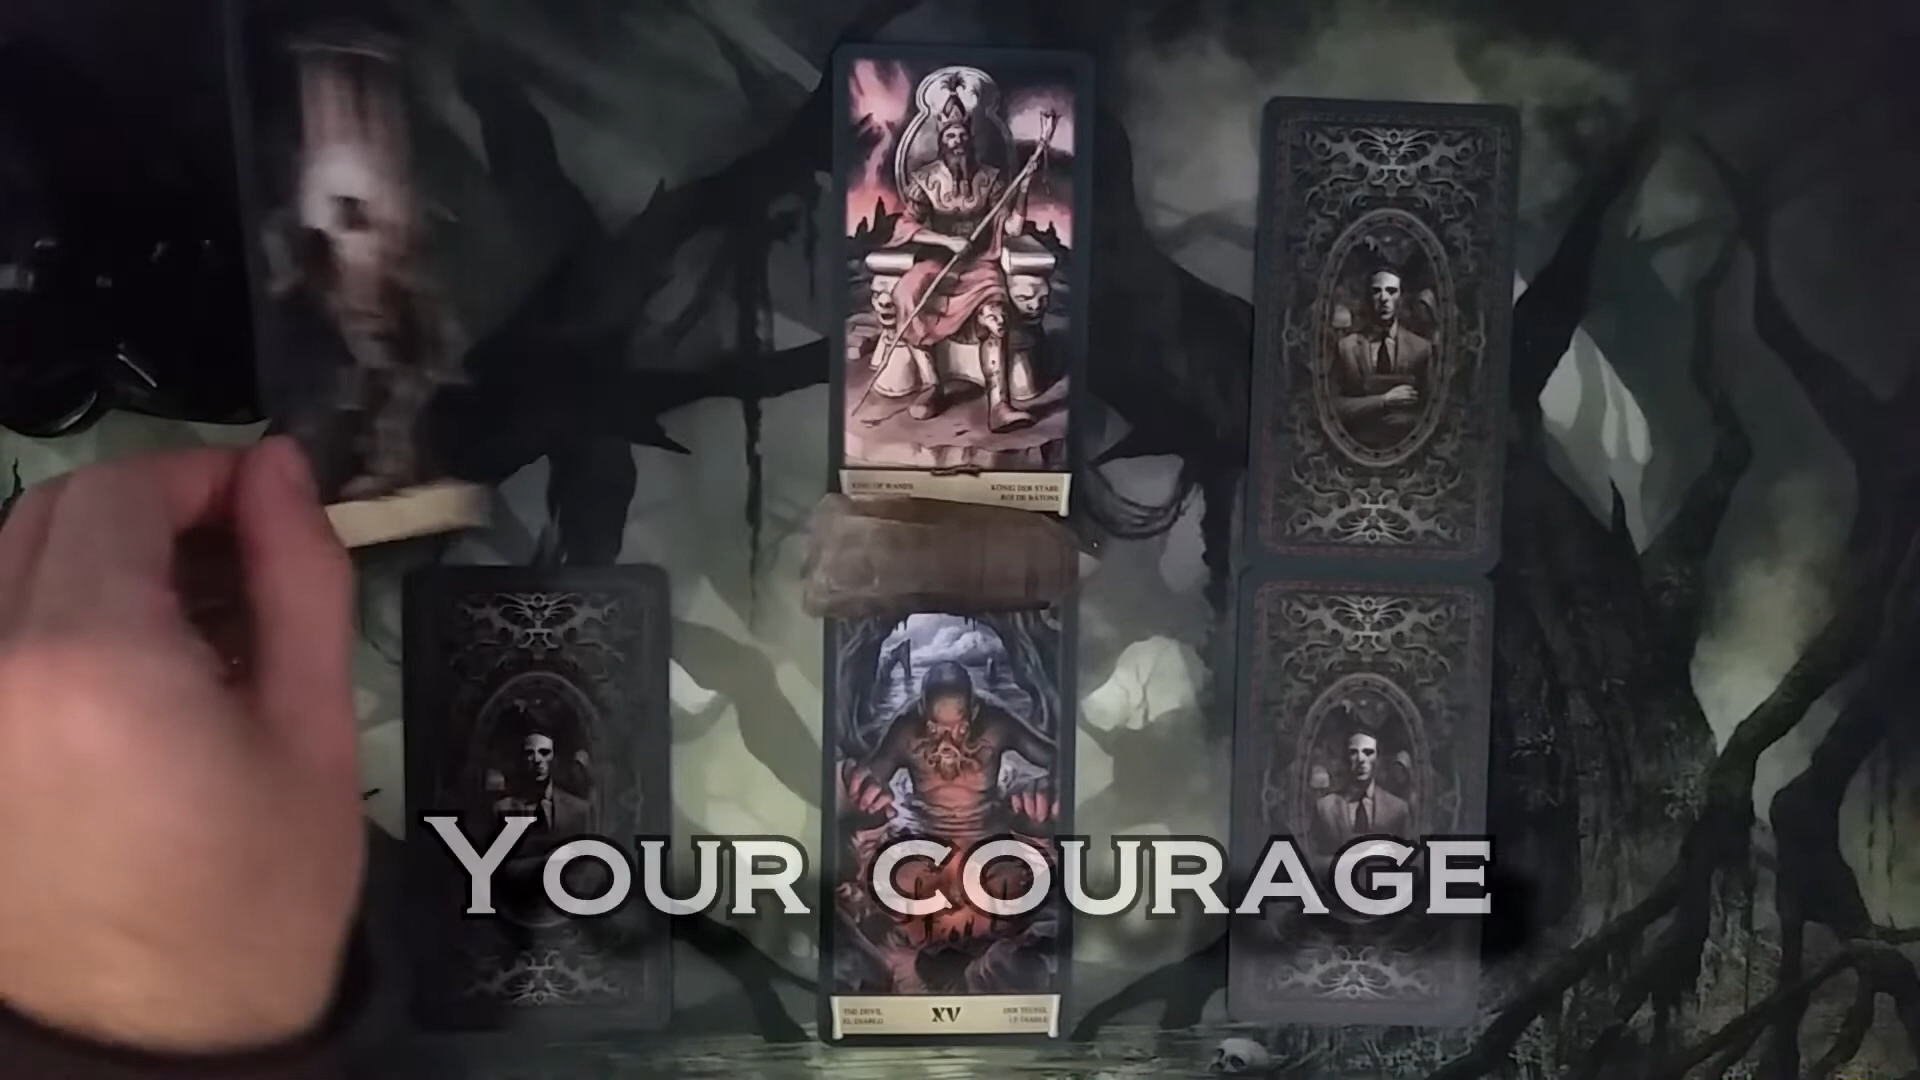 KING OF WANDS
KÖNIG DER STÄBE
ROI DE BÂTONS
YOUR COURAGE
THE DEVIL
EL DIABLO
XV
DER TEUFEL
LE DIABLE